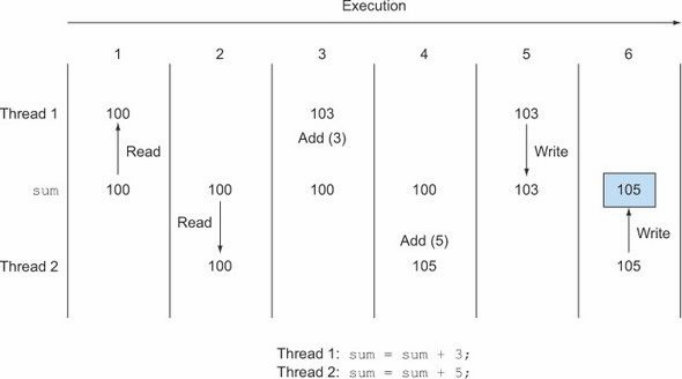 Execution
1 2 3 4 5 6
Thread 1 100 103 103
Add (3)
Read Write
sum 100 100 100 100 103 105
Read Write
Add (5)
Thread 2 100 105 105
Thread 1: sum = sum + 3;
Thread 2: sum = sum + 5;